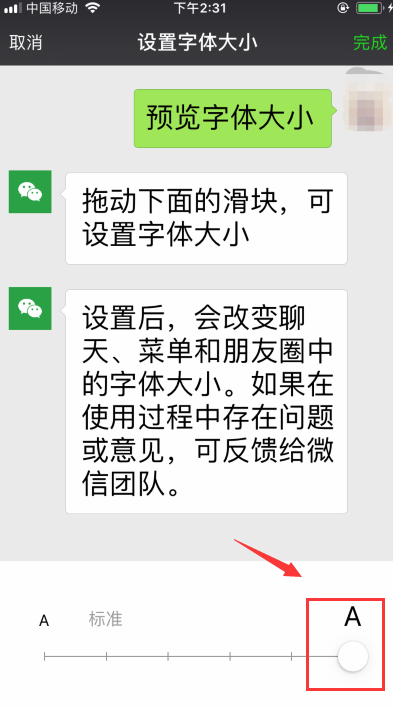 中国移动 下午2:31
取消 设置字体大小 完成
预览字体大小
拖动下面的滑块，可
设置字体大小
设置后，会改变聊
天、菜单和朋友圈中
的字体大小。如果在
使用过程中存在问题
或意见，可反馈给微
信团队。
A 标准 A